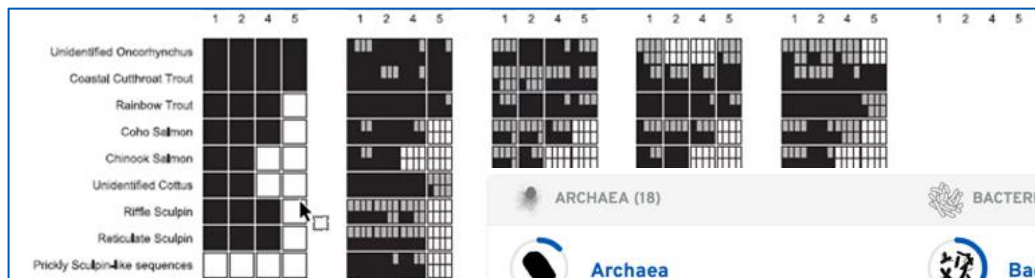 1 2 4 5 1 2 4 5 1 2 4 5 1 2 4 5 1 2 4 5 1 2 4 5
Unidentified Oncorhynchus
Coastal Cutthroat Trout
Rainbow Trout
Coho Salmon
Chinook Salmon
Unidentified Cottus
Riffle Sculpin
Reticulate Sculpin
Prickly Sculpin-like sequences
ARCHAEA (18) BACTERI
Archaea Ba